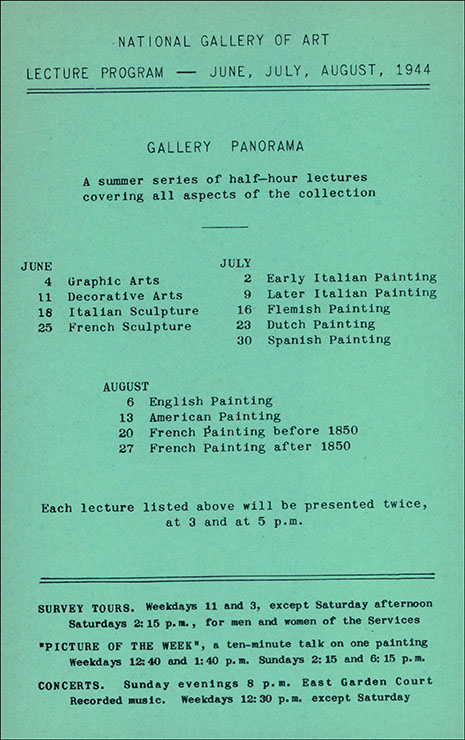 NATIONAL GALLERY OF ART
LECTURE PROGRAM — JUNE, JULY, AUGUST, 1944
GALLERY PANORAMA
A summer series of half-hour lectures
covering all aspects of the collection
JUNE
4 Graphic Arts
11 Decorative Arts
18 Italian Sculpture
25 French Sculpture
JULY
2 Early Italian Painting
9 Later Italian Painting
16 Flemish Painting
23 Dutch Painting
30 Spanish Painting
AUGUST
6 English Painting
13 American Painting
20 French Painting before 1850
27 French Painting after 1850
Each lecture listed above will be presented twice,
at 3 and at 5 p.m.
SURVEY TOURS. Weekdays 11 and 3, except Saturday afternoon
Saturdays 2:15 p.m., for men and women of the Services
"PICTURE OF THE WEEK", a ten-minute talk on one painting
Weekdays 12:40 and 1:40 p.m. Sundays 2:15 and 6:15 p.m.
CONCERTS. Sunday evenings 8 p.m. East Garden Court
Recorded music. Weekdays 12:30 p.m. except Saturday